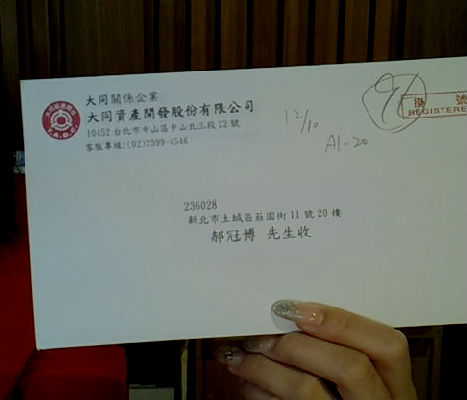 大同關係企業
大同資產開發股份有限公司
10452 台北市中山區中山北三段22號
客服專線:(02)2599-4546
T.A.D.C.
掛 號
REGISTERE
12/10
A1-20
236028
新北市土城區莊園街11號20樓
郝冠博 先生收